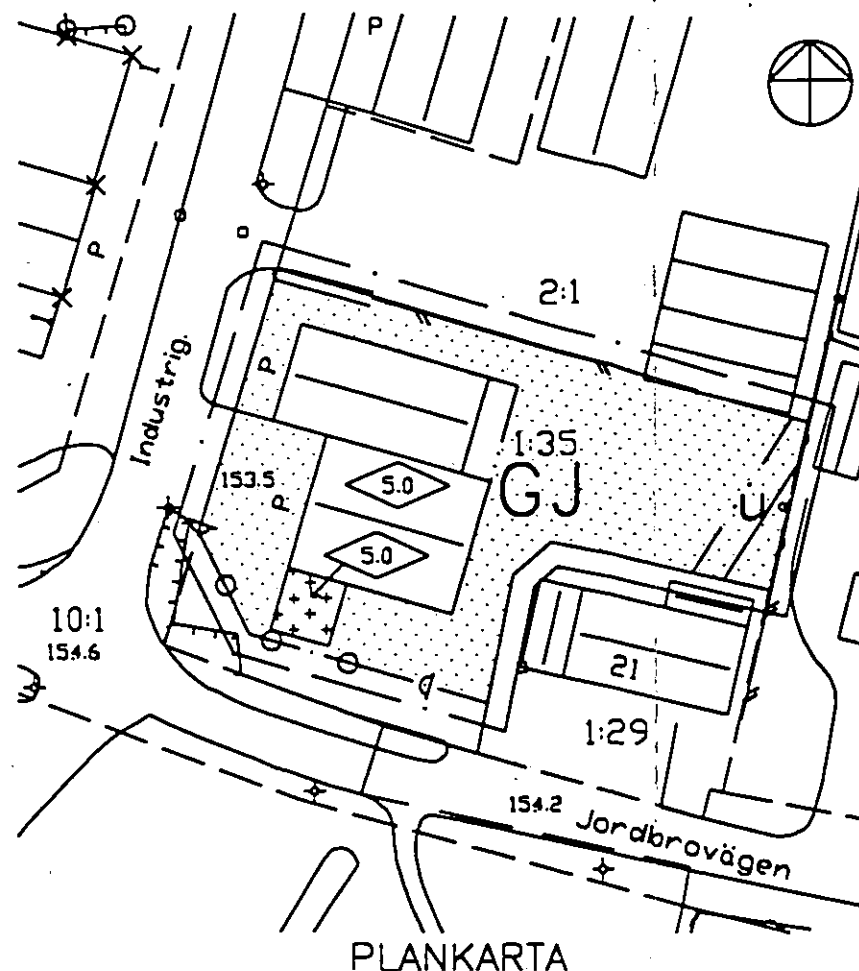 P
P
2:1
Industrig.
P
1:35
GJ
153.5
P
5.0
u
5.0
10:1
154.6
21
1:29
154.2
Jordbrovägen
PLANKARTA